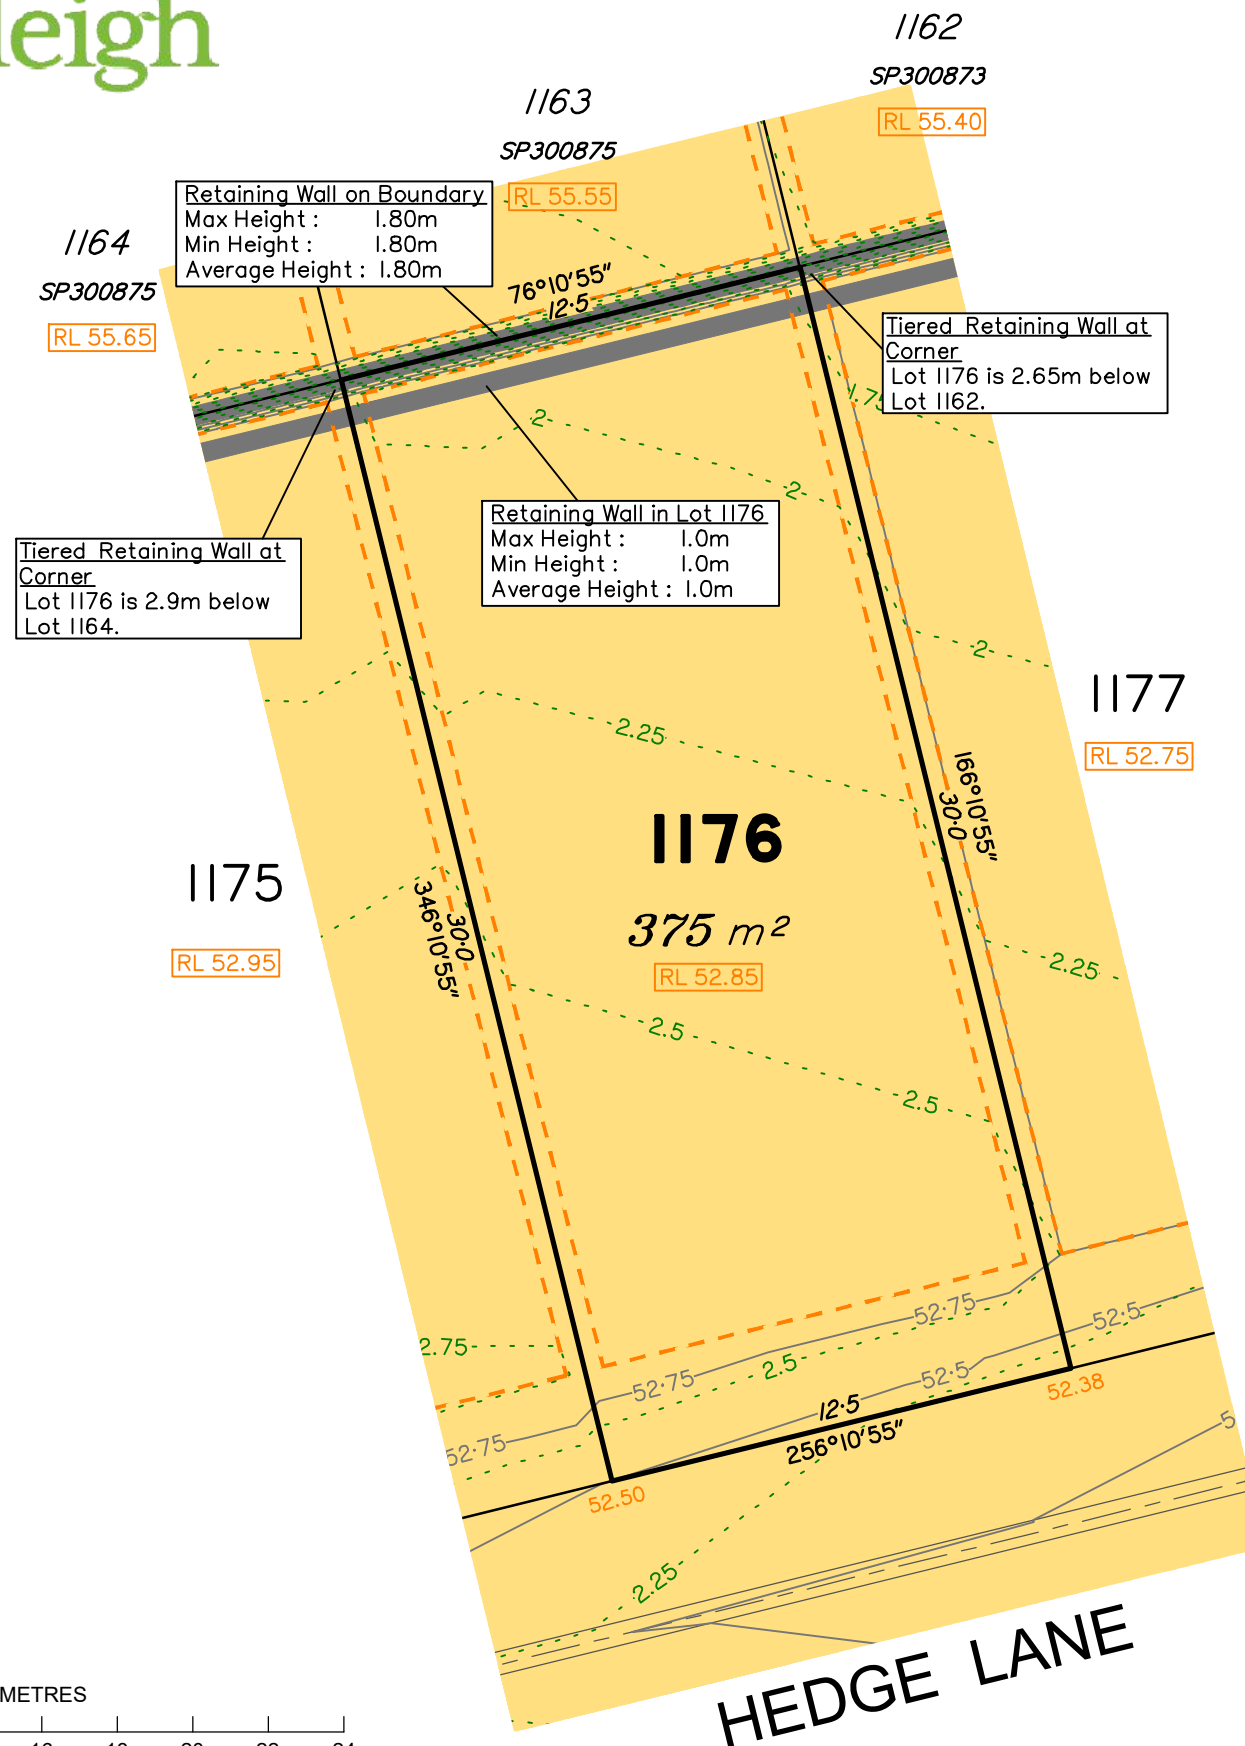 leigh
1162
SP300873
RL 55.40
1163
SP300875
RL 55.55
Retaining Wall on Boundary
Max Height : 1.80m
Min Height : 1.80m
Average Height : 1.80m
1164
SP300875
RL 55.65
76°10'55"
12·5
Tiered Retaining Wall at
Corner
Lot 1176 is 2.65m below
Lot 1162.
1.75
2
2
Retaining Wall in Lot 1176
Max Height : 1.0m
Min Height : 1.0m
Average Height : 1.0m
Tiered Retaining Wall at
Corner
Lot 1176 is 2.9m below
Lot 1164.
2
1177
RL 52.75
2.25
166°10'55"
30·0
1176
375 m²
RL 52.85
1175
RL 52.95
346°10'55"
30·0
2.25
2.5
2.5
52·75
52·5
2.75
2.5
52·75
52·5
52.38
12·5
256°10'55"
52·75
52.50
2.25
HEDGE LANE
METRES